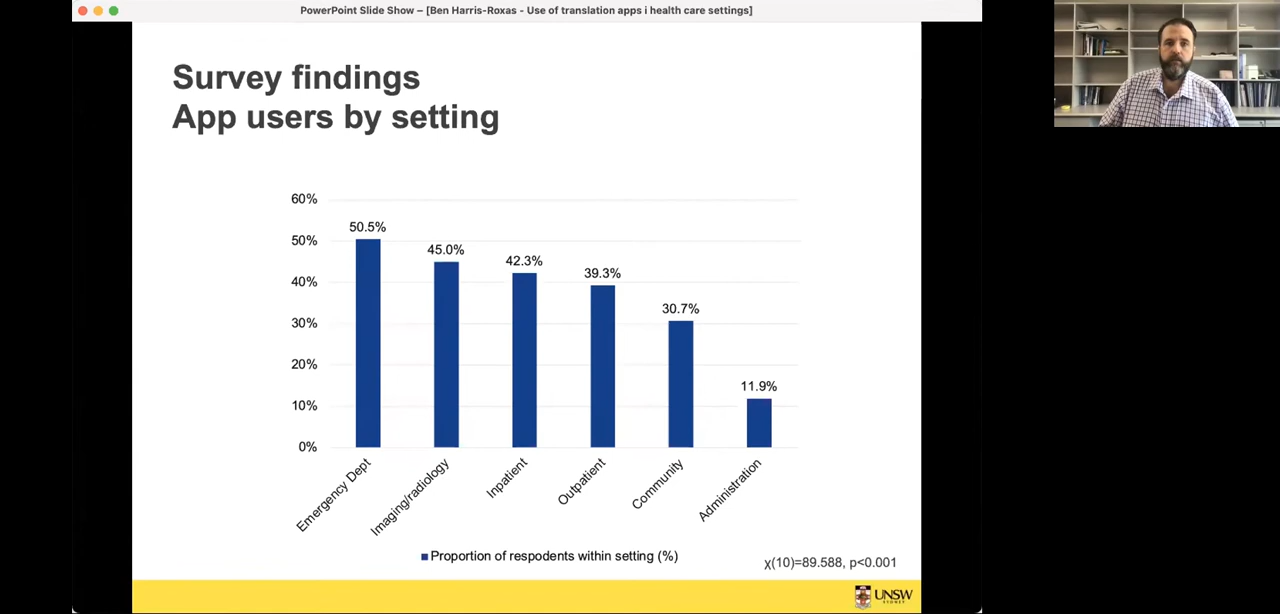 PowerPoint Slide Show – [Ben Harris-Roxas - Use of translation apps i health care settings]
Survey findings
App users by setting
60%
50%
40%
30%
20%
10%
0%
50.5%
45.0%
42.3%
39.3%
30.7%
11.9%
Emergency Dept
Imaging/radiology
Inpatient
Outpatient
Community
Administration
Proportion of respodents within setting (%)
χ(10)=89.588, p<0.001
UNSW
SYDNEY